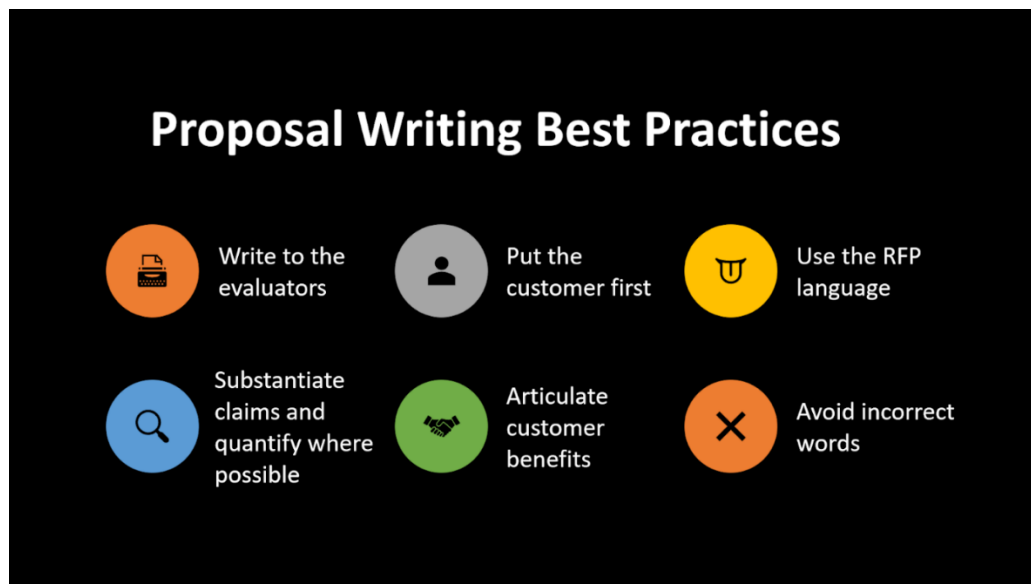 Proposal Writing Best Practices
Write to the
evaluators
Put the
customer first
Use the RFP
language
Substantiate
claims and
quantify where
possible
Articulate
customer
benefits
Avoid incorrect
words